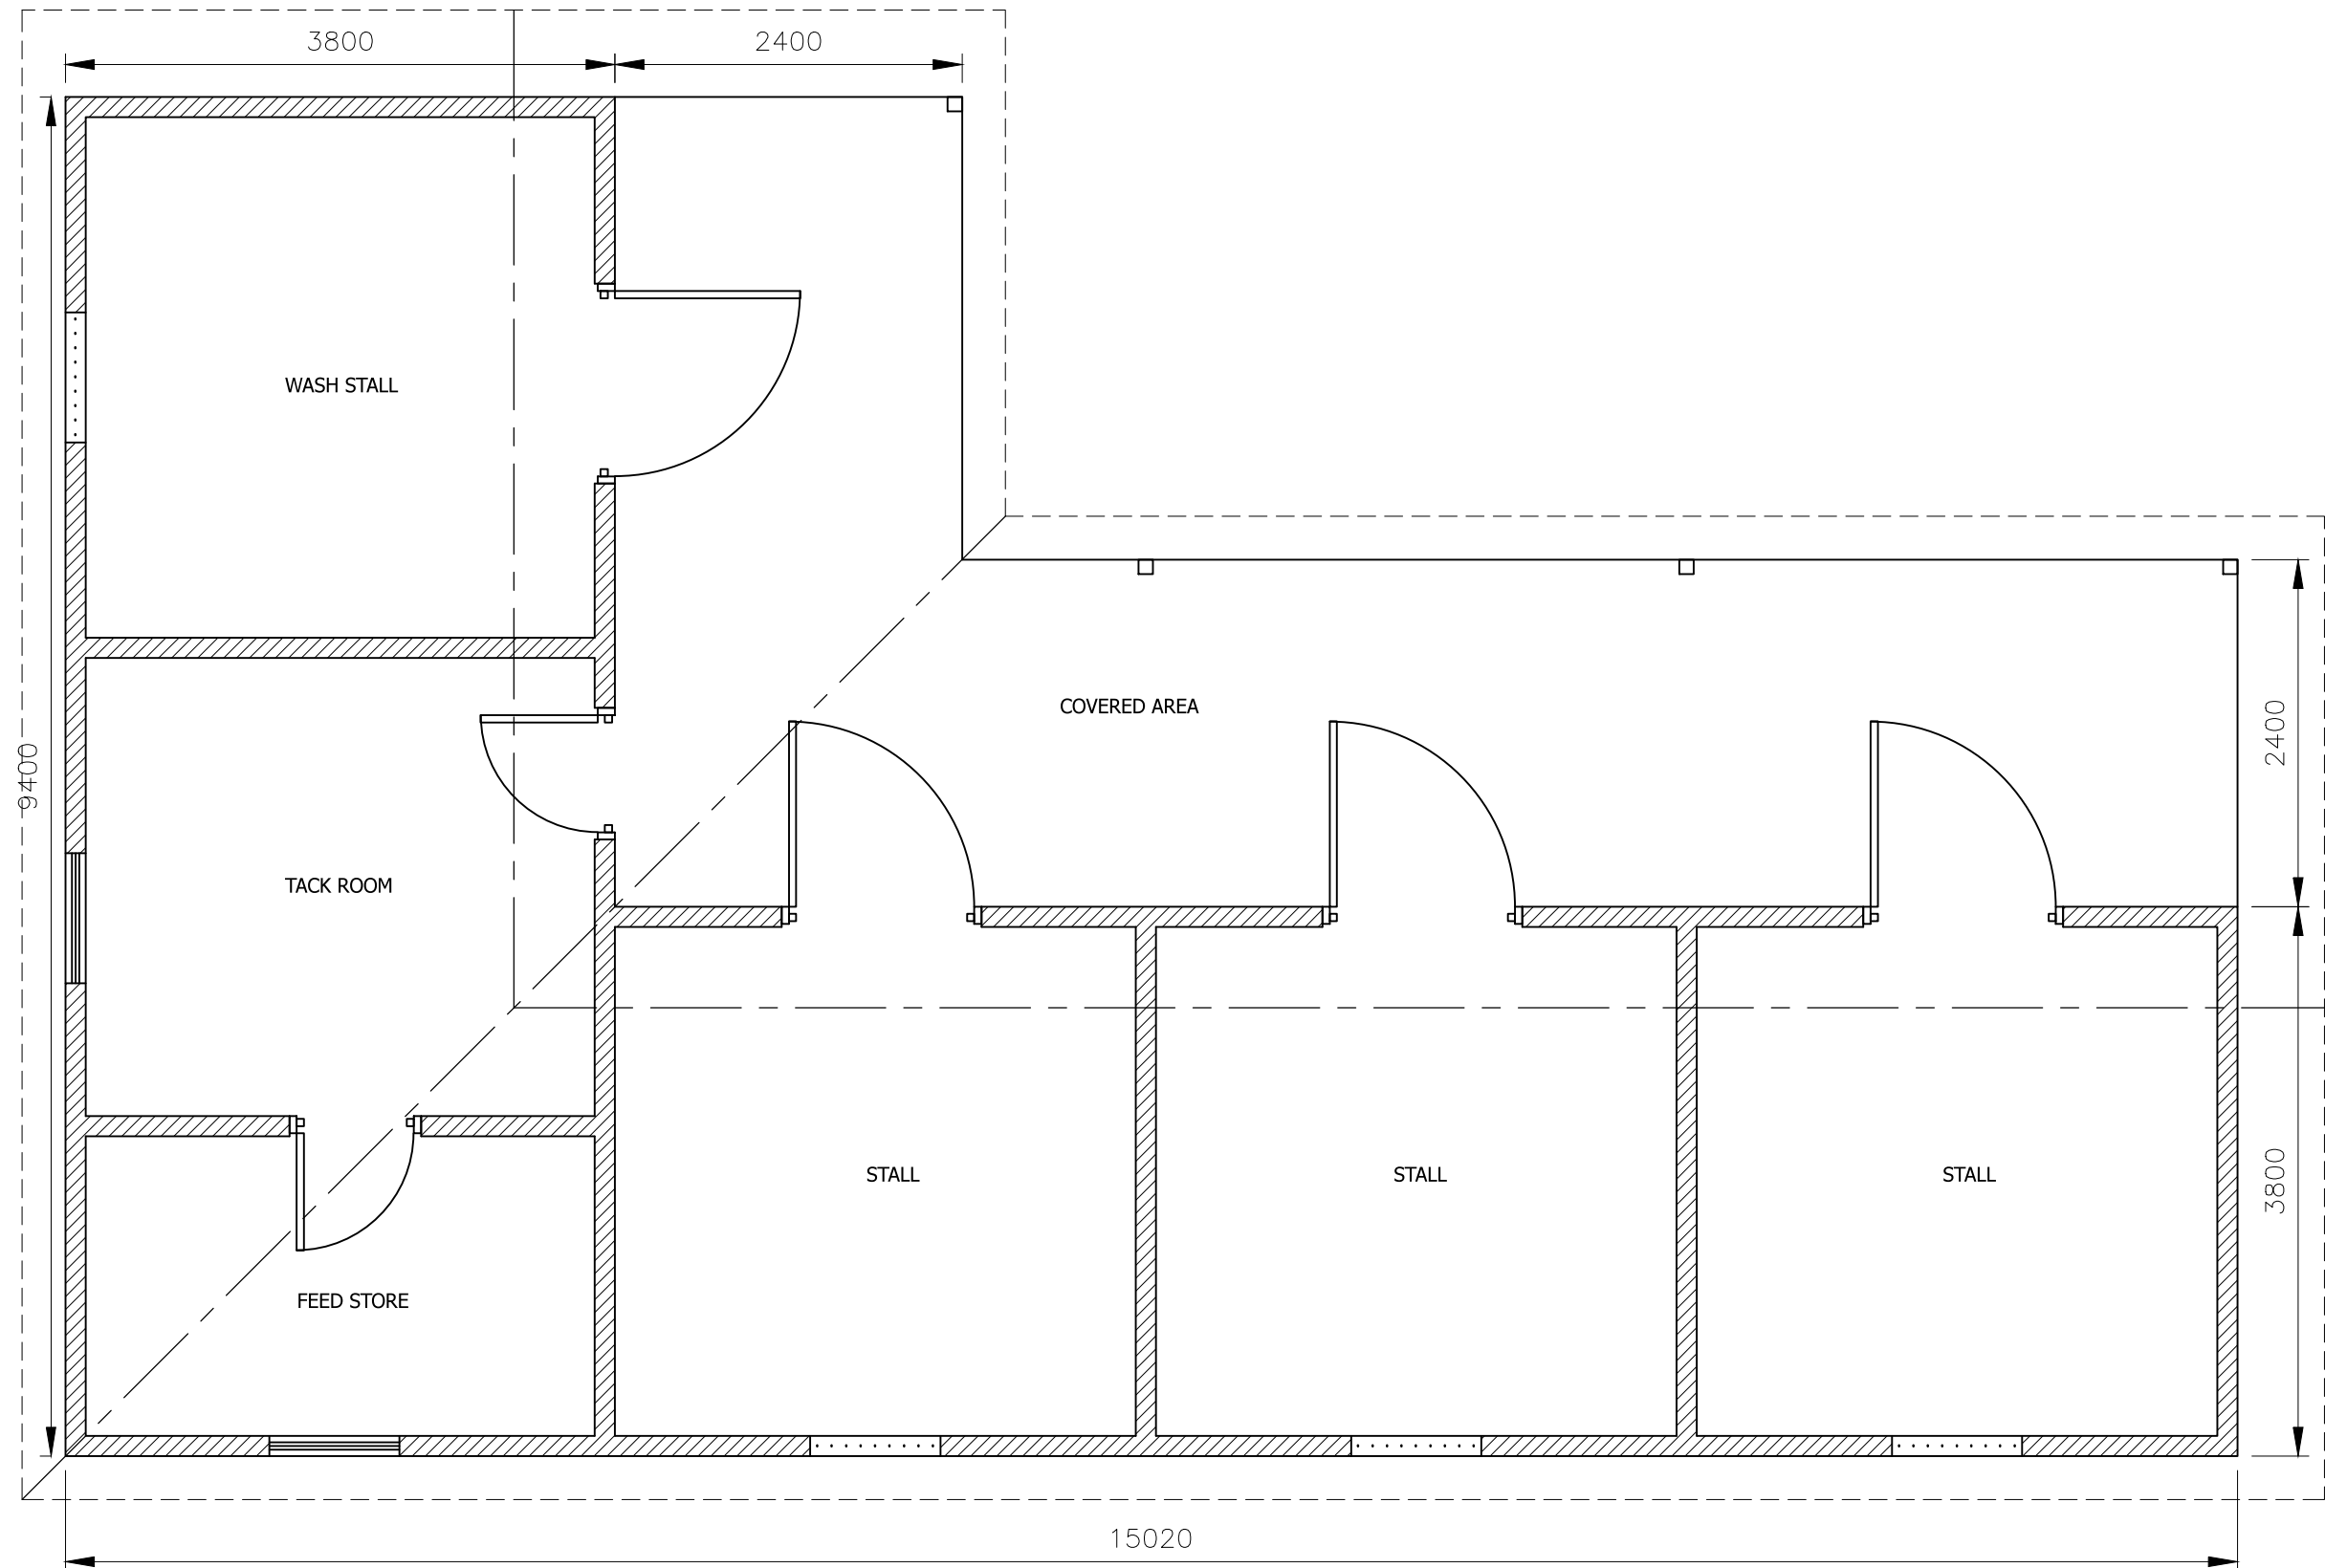 3800
2400
WASH STALL
COVERED AREA
2400
9400
TACK ROOM
STALL
STALL
STALL
3800
FEED STORE
15020